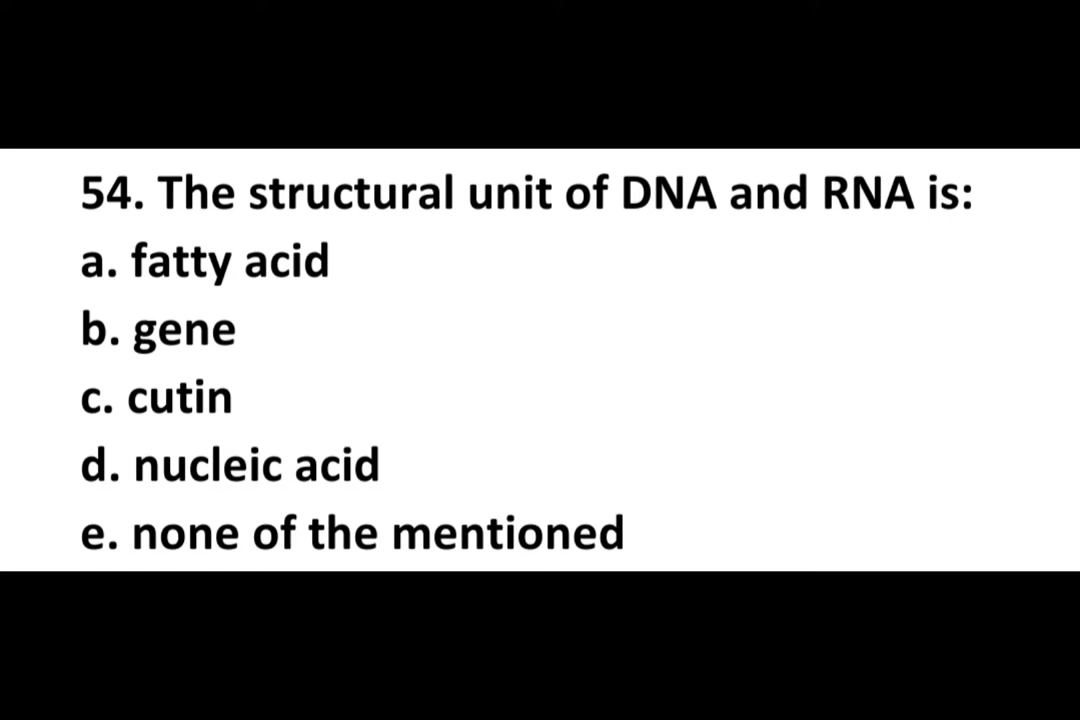 54. The structural unit of DNA and RNA is:
a. fatty acid
b. gene
c. cutin
d. nucleic acid
e. none of the mentioned